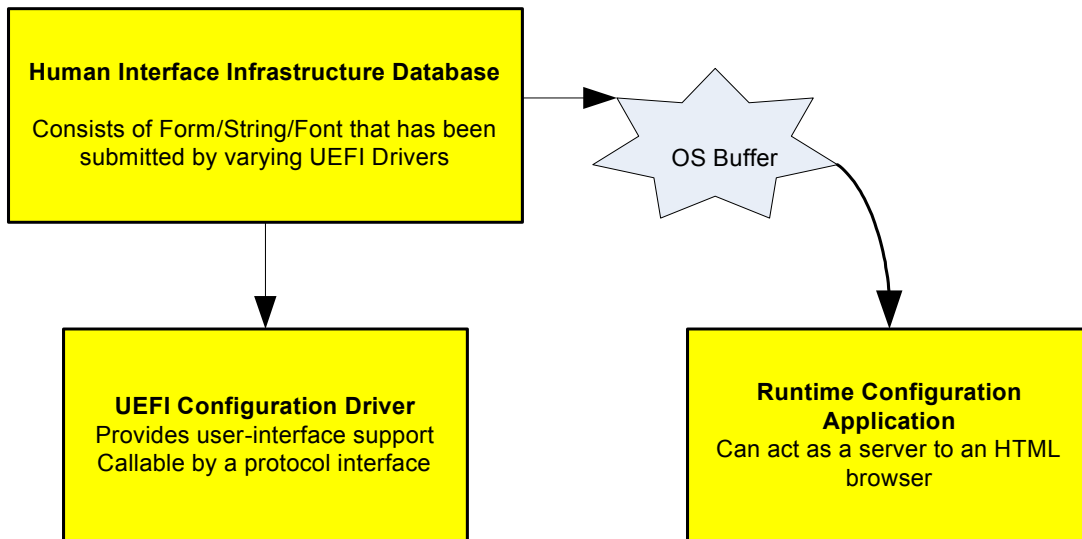 Human Interface Infrastructure Database
Consists of Form/String/Font that has been
submitted by varying UEFI Drivers
OS Buffer
UEFI Configuration Driver
Provides user-interface support
Callable by a protocol interface
Runtime Configuration
Application
Can act as a server to an HTML
browser